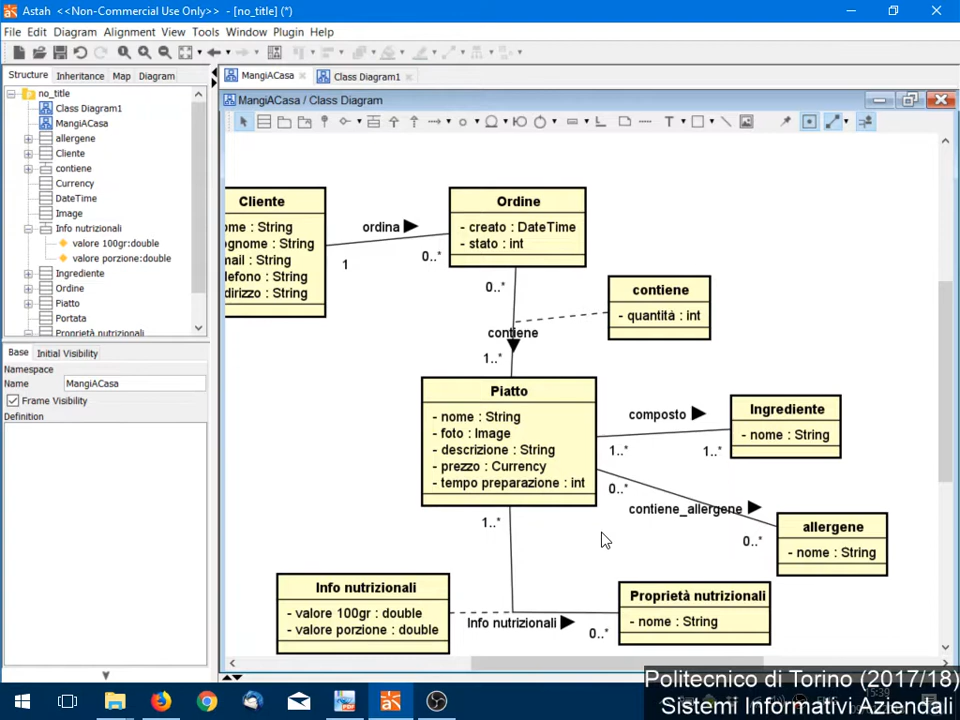 Astah <<Non-Commercial Use Only>> - [no_title] (*)
File Edit Diagram Alignment View Tools Window Plugin Help
Structure Inheritance Map Diagram
no_title
Class Diagram1
MangiACasa
allergene
Cliente
contiene
Currency
DateTime
Image
Info nutrizionali
valore 100gr:double
valore porzione:double
Ingrediente
Ordine
Piatto
Portata
Proprietà nutrizionali
Base Initial Visibility
Namespace
Name MangiACasa
Frame Visibility
Definition
MangiACasa Class Diagram1
MangiACasa / Class Diagram
T
Cliente
ome : String
ognome : String
mail : String
lefono : String
dirizzo : String
ordina
1
0..*
Ordine
- creato : DateTime
- stato : int
0..*
contiene
1..*
contiene
- quantità : int
Piatto
- nome : String
- foto : Image
- descrizione : String
- prezzo : Currency
- tempo preparazione : int
composto
1..*
1..*
Ingrediente
- nome : String
0..*
contiene_allergene
0..*
allergene
- nome : String
1..*
Info nutrizionali
- valore 100gr : double
- valore porzione : double
Info nutrizionali
0..*
Proprietà nutrizionali
- nome : String
Politecnico di Torino (2017/18)
Sistemi Informativi Aziendali